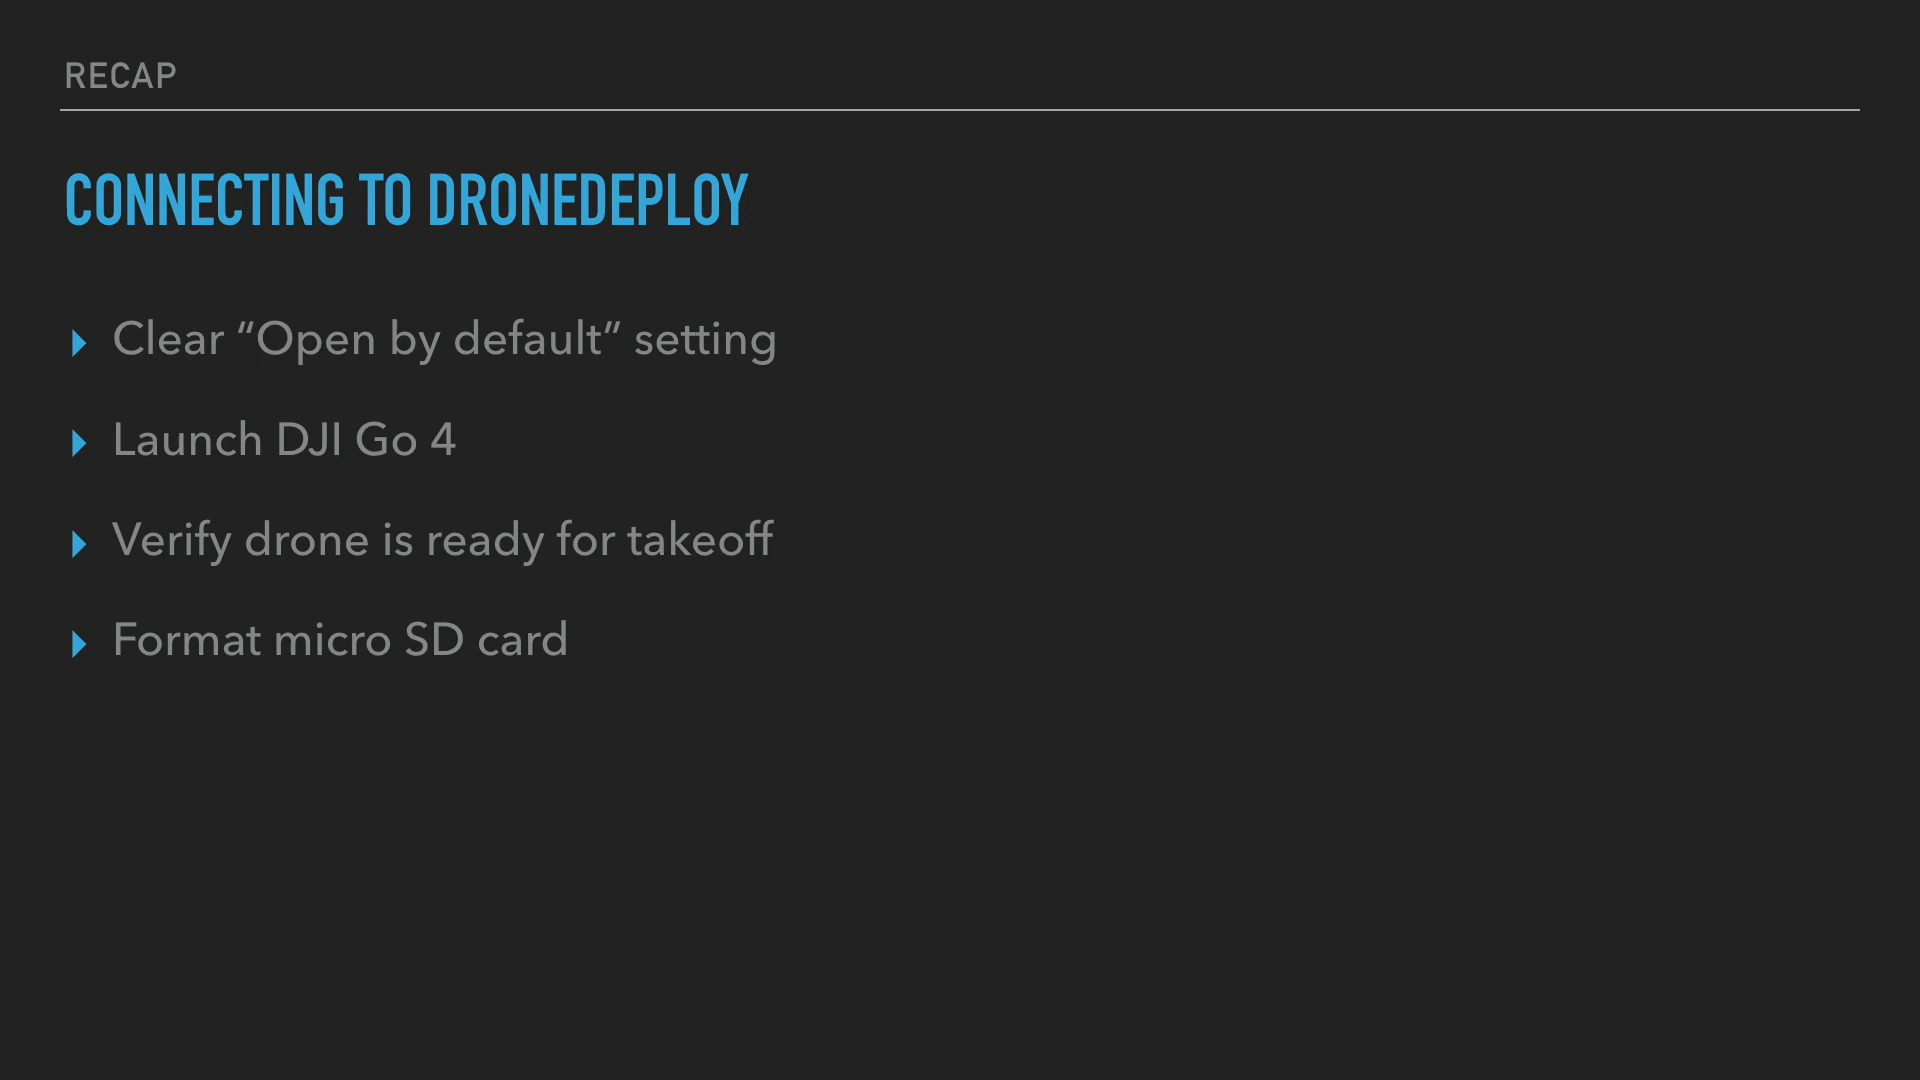 RECAP
CONNECTING TO DRONEDEPLOY
Clear “Open by default” setting
Launch DJI Go 4
Verify drone is ready for takeoff
Format micro SD card